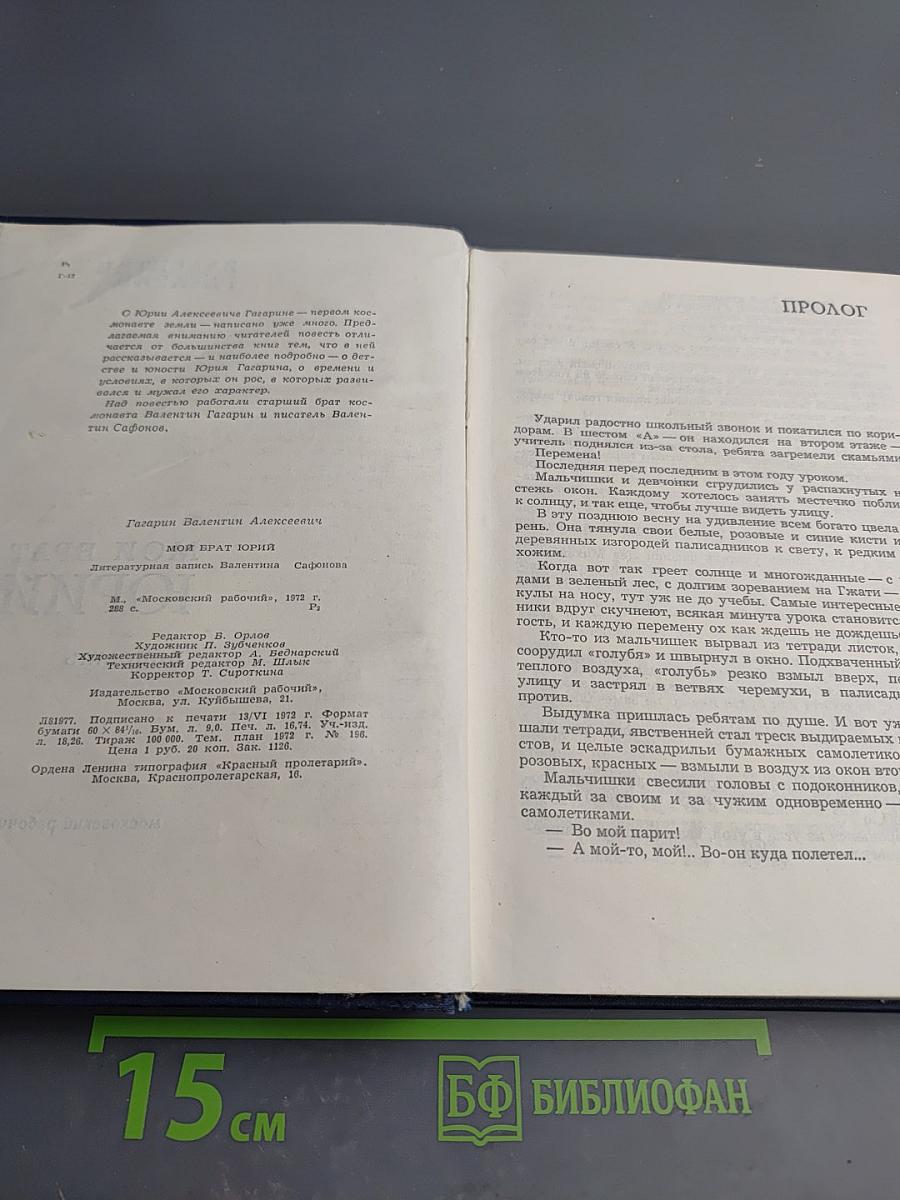 Г-12
О Юрии Алексеевиче Гагарине — первом кос-
монавте земли — написано уже много. Пред-
лагаемая вниманию читателей повесть отли-
чается от большинства книг тем, что в ней
рассказывается — и наиболее подробно — о дет-
стве и юности Юрия Гагарина, о времени и
условиях, в которых он рос, в которых разви-
вался и мужал его характер.
Над повестью работали старший брат кос-
монавта Валентин Гагарин и писатель Вален-
тин Сафонов.
Гагарин Валентин Алексеевич
МОЙ БРАТ ЮРИЙ
Литературная запись Валентина Сафонова
М., «Московский рабочий», 1972 г.
288 с. Р2
Редактор Б. Орлов
Художник П. Зубченков
Художественный редактор А. Беднарский
Технический редактор М. Шлык
Корректор Т. Сироткина
Издательство «Московский рабочий»,
Москва, ул. Куйбышева, 21.
Л81977. Подписано к печати 13/VI 1972 г. Формат
бумаги 60 × 84 1/16. Бум. л. 9,0. Печ. л. 16,74. Уч.-изд.
л. 18,26. Тираж 100 000. Тем. план 1972 г. № 196.
Цена 1 руб. 20 коп. Зак. 1126.
Ордена Ленина типография «Красный пролетарий».
Москва, Краснопролетарская, 16.
ПРОЛОГ
Ударил радостно школьный звонок и покатился по кори-
дорам. В шестом «А» — он находился на втором этаже —
учитель поднялся из-за стола, ребята загремели скамьями
Перемена!
Последняя перед последним в этом году уроком.
Мальчишки и девчонки сгрудились у распахнутых н
стежь окон. Каждому хотелось занять местечко побли
к солнцу, и так еще, чтобы лучше видеть улицу.
В эту позднюю весну на удивление всем богато цвела
рень. Она тянула свои белые, розовые и синие кисти и
деревянных изгородей палисадников к свету, к редким
хожим.
Когда вот так греет солнце и многожданные — с
дами в зеленый лес, с долгим зореванием на Гжати —
кулы на носу, тут уж не до учебы. Самые интересные
ники вдруг скучнеют, всякая минута урока становится
гость, и каждую перемену ох как ждешь не дождешь
Кто-то из мальчишек вырвал из тетради листок,
соорудил «голубя» и швырнул в окно. Подхваченный
теплого воздуха, «голубь» резко взмыл вверх, пе
улицу и застрял в ветвях черемухи, в палисад
против.
Выдумка пришлась ребятам по душе. И вот уж
шали тетради, явственней стал треск выдираемых
стов, и целые эскадрильи бумажных самолетико
розовых, красных — взмыли в воздух из окон вто
Мальчишки свесили головы с подоконников,
каждый за своим и за чужим одновременно —
самолетиками.
— Во мой парит!
— А мой-то, мой!.. Во-он куда полетел...
15 см
БФ БИБЛИОФАН